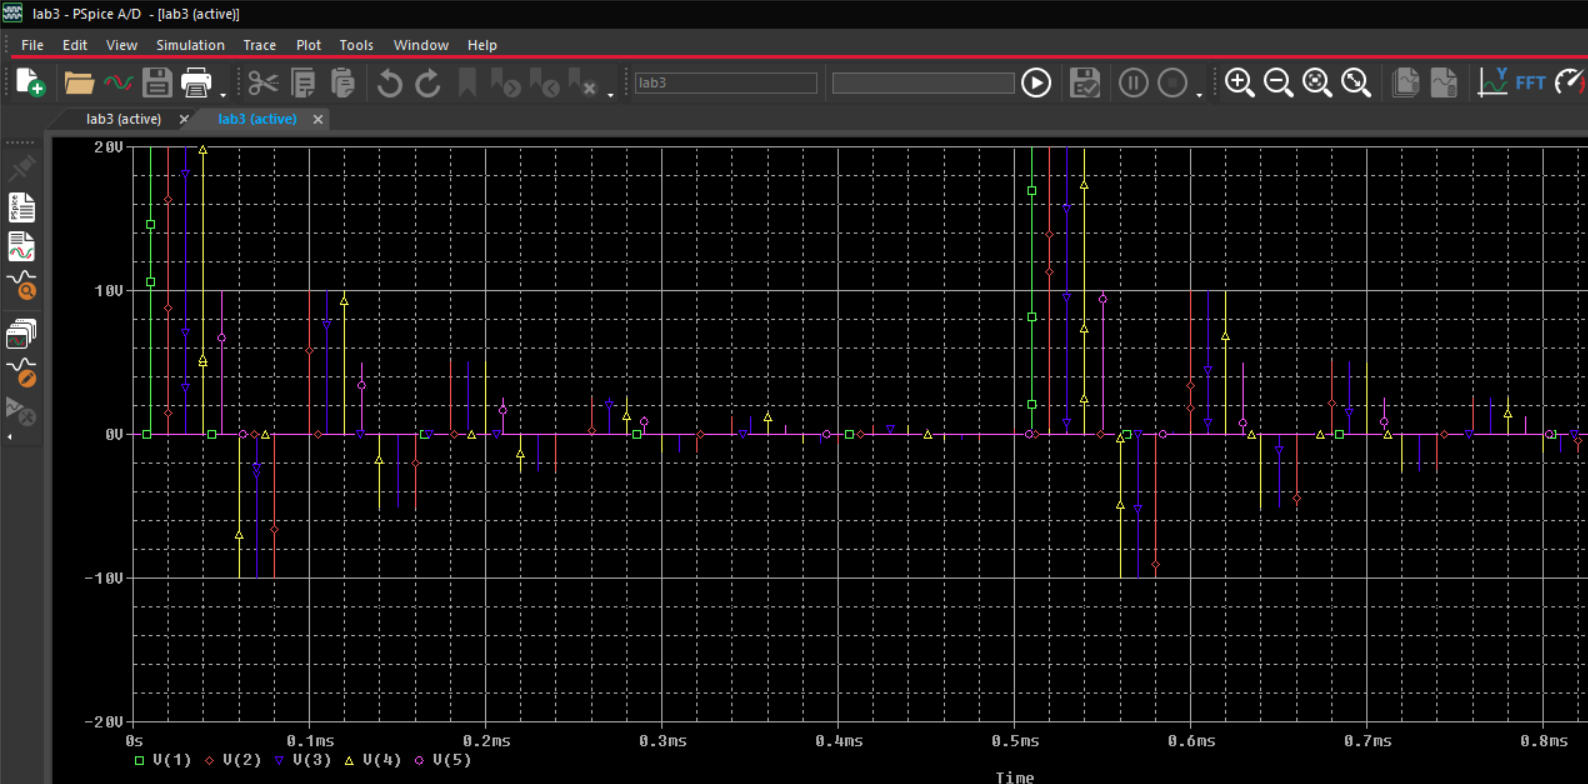 lab3 - PSpice A/D - [lab3 (active)]
File Edit View Simulation Trace Plot Tools Window Help
lab3
Y
FFT
lab3 (active)
lab3 (active)
PSpice
20V
10V
0V
-10V
-20V
0s 0.1ms 0.2ms 0.3ms 0.4ms 0.5ms 0.6ms 0.7ms 0.8ms
V(1) V(2) V(3) V(4) V(5)
Time